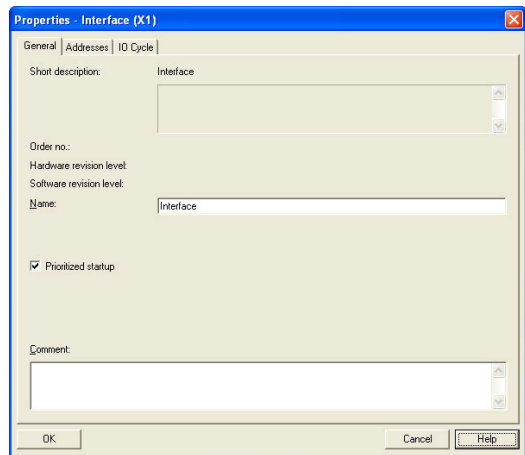 Properties - Interface (X1)
General Addresses IO Cycle
Short description: Interface
Order no.:
Hardware revision level:
Software revision level:
Name: Interface
Prioritized startup
Comment:
OK Cancel Help